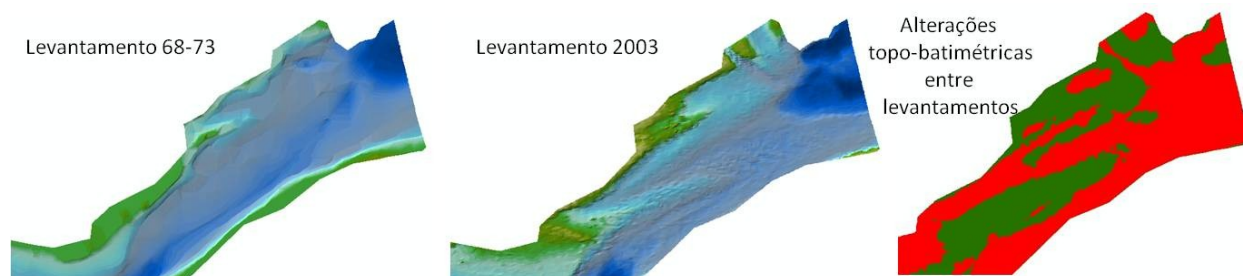 Levantamento 68-73
Levantamento 2003
Alterações
topo-batimétricas
entre
levantamentos